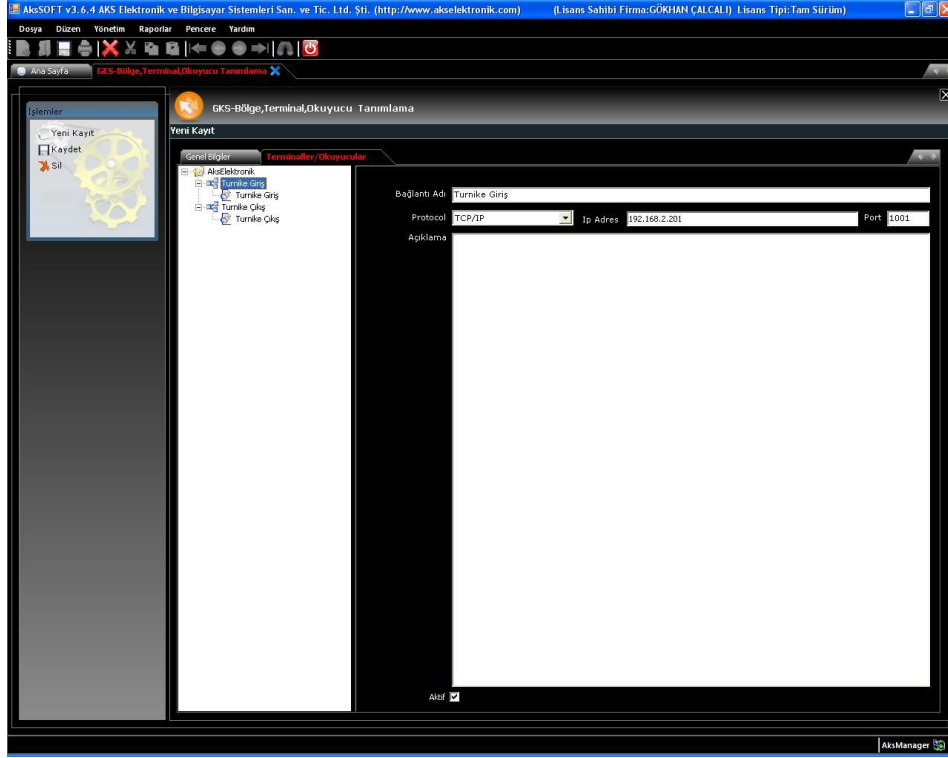 AksSOFT v3.6.4 AKS Elektronik ve Bilgisayar Sistemleri San. ve Tic. Ltd. Şti. (http://www.akselektronik.com) (Lisans Sahibi Firma:GÖKHAN ÇALCALI) Lisans Tipi:Tam Sürüm)
Dosya Düzen Yönetim Raporlar Pencere Yardım
Ana Sayfa GKS-Bölge,Terminal,Okuyucu Tanımlama
İşlemler
Yeni Kayıt
Kaydet
Sil
GKS-Bölge,Terminal,Okuyucu Tanımlama
Yeni Kayıt
Genel Bilgiler Terminaller/Okuyucular
AksElektronik
Turnike Giriş
Turnike Giriş
Turnike Çıkış
Turnike Çıkış
Bağlantı Adı Turnike Giriş
Protocol TCP/IP Ip Adres 192.168.2.201 Port 1001
Açıklama
Aktif
AksManager